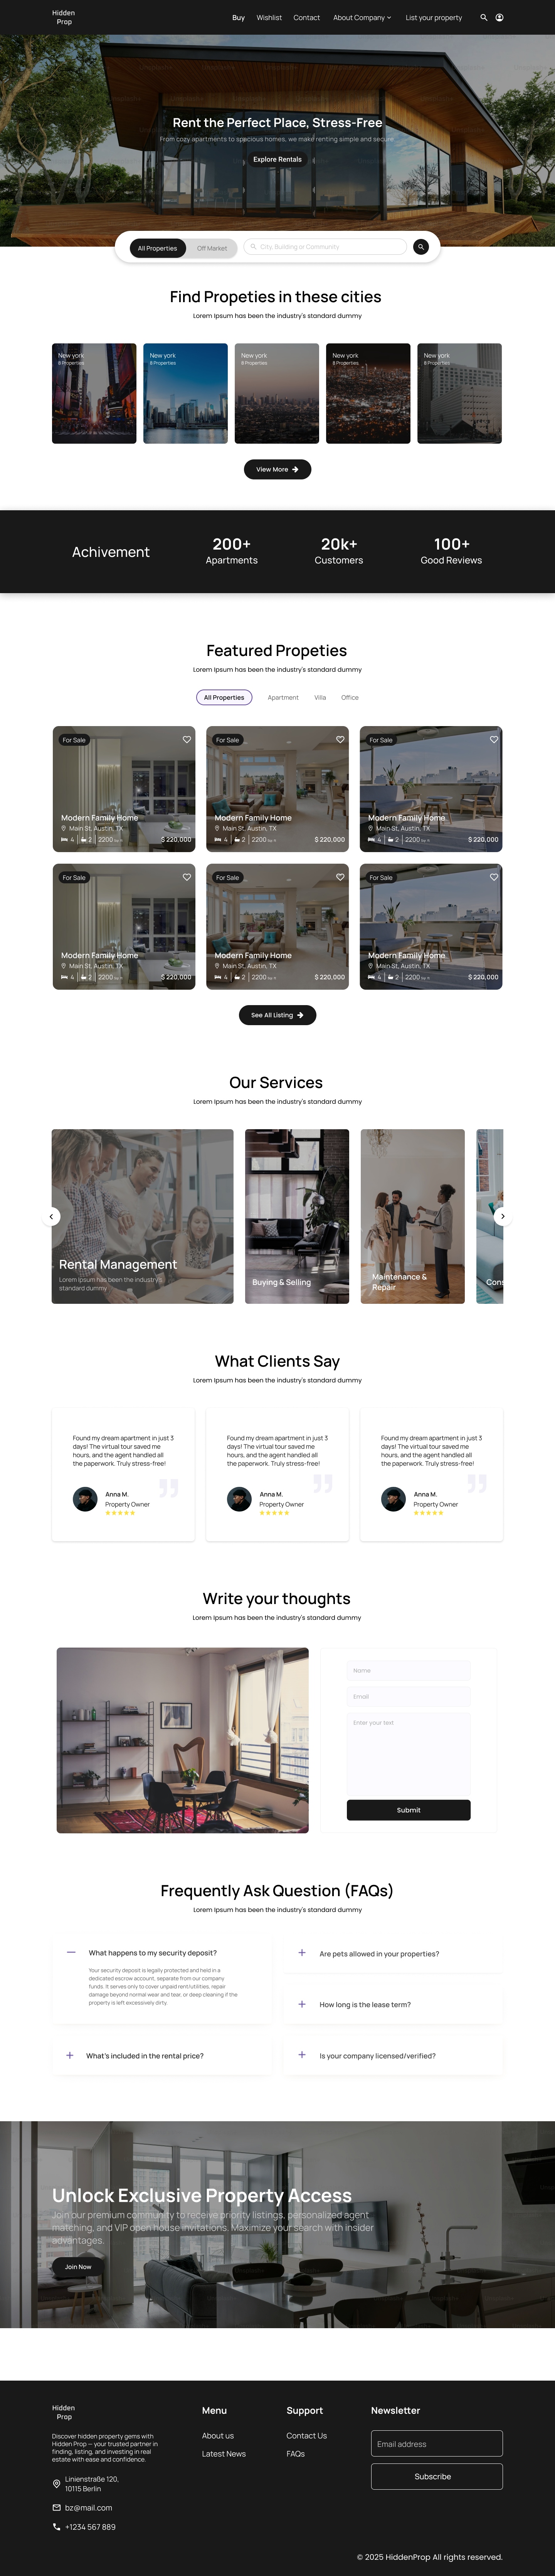 Hidden
Prop
Buy Wishlist Contact About Company List your property
Rent the Perfect Place, Stress-Free
From cozy apartments to spacious homes, we make renting simple and secure
Explore Rentals
All Properties Off Market City, Building or Community
Find Propeties in these cities
Lorem Ipsum has been the industry's standard dummy
New york New york New york New york New york
8 Properties 8 Properties 8 Properties 8 Properties 8 Properties
View More
Achivement
200+ 20k+ 100+
Apartments Customers Good Reviews
Featured Propeties
Lorem Ipsum has been the industry's standard dummy
All Properties Apartment Villa Office
For Sale For Sale For Sale
Modern Family Home Modern Family Home Modern Family Home
Main St, Austin, TX Main St, Austin, TX Main St, Austin, TX
4 2 2200 $ 220,000 4 2 2200 $ 220,000 4 2 2200 $ 220,000
For Sale For Sale For Sale
Modern Family Home Modern Family Home Modern Family Home
Main St, Austin, TX Main St, Austin, TX Main St, Austin, TX
4 2 2200 $ 220,000 4 2 2200 $ 220,000 4 2 2200 $ 220,000
See All Listing
Our Services
Lorem Ipsum has been the industry's standard dummy
Rental Management
Lorem Ipsum has been the industry's
standard dummy
Buying & Selling
Maintenance &
Repair
Cons
What Clients Say
Lorem Ipsum has been the industry's standard dummy
Found my dream apartment in just 3
days! The virtual tour saved me
hours, and the agent handled all
the paperwork. Truly stress-free!
Anna M.
Property Owner
Found my dream apartment in just 3
days! The virtual tour saved me
hours, and the agent handled all
the paperwork. Truly stress-free!
Anna M.
Property Owner
Found my dream apartment in just 3
days! The virtual tour saved me
hours, and the agent handled all
the paperwork. Truly stress-free!
Anna M.
Property Owner
Write your thoughts
Lorem Ipsum has been the industry's standard dummy
Name
Email
Enter your text
Submit
Frequently Ask Question (FAQs)
Lorem Ipsum has been the industry's standard dummy
What happens to my security deposit?
Your security deposit is legally protected and held in a
dedicated escrow account, separate from our company
funds. It serves only to cover unpaid rent/utilities, repair
damage beyond normal wear and tear, or deep cleaning if the
property is left excessively dirty.
What's included in the rental price?
Are pets allowed in your properties?
How long is the lease term?
Is your company licensed/verified?
Unlock Exclusive Property Access
Join our premium community to receive priority listings, personalized agent
matching, and VIP open house invitations. Maximize your search with insider
advantages.
Join Now
Hidden
Prop
Discover hidden property gems with
Hidden Prop — your trusted partner in
finding, listing, and investing in real
estate with ease and confidence.
Linienstraße 120,
10115 Berlin
bz@mail.com
+1234 567 889
Menu
About us
Latest News
Support
Contact Us
FAQs
Newsletter
Email address
Subscribe
© 2025 HiddenProp All rights reserved.